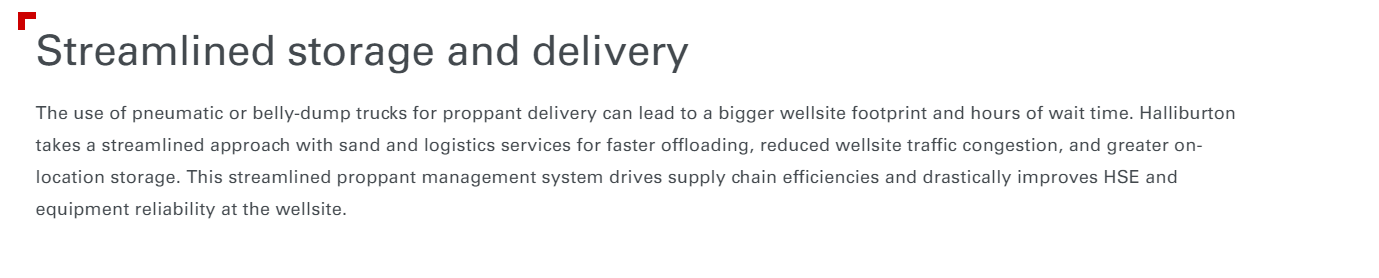 Streamlined storage and delivery
The use of pneumatic or belly-dump trucks for proppant delivery can lead to a bigger wellsite footprint and hours of wait time. Halliburton
takes a streamlined approach with sand and logistics services for faster offloading, reduced wellsite traffic congestion, and greater on-
location storage. This streamlined proppant management system drives supply chain efficiencies and drastically improves HSE and
equipment reliability at the wellsite.